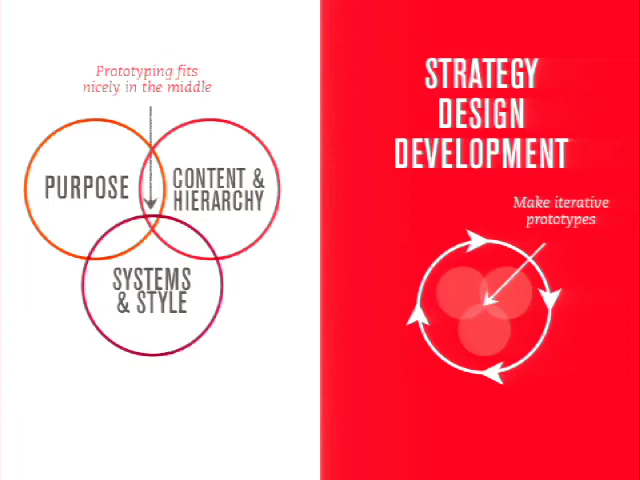 Prototyping fits
nicely in the middle
PURPOSE
CONTENT &
HIERARCHY
SYSTEMS
& STYLE
STRATEGY
DESIGN
DEVELOPMENT
Make iterative
prototypes